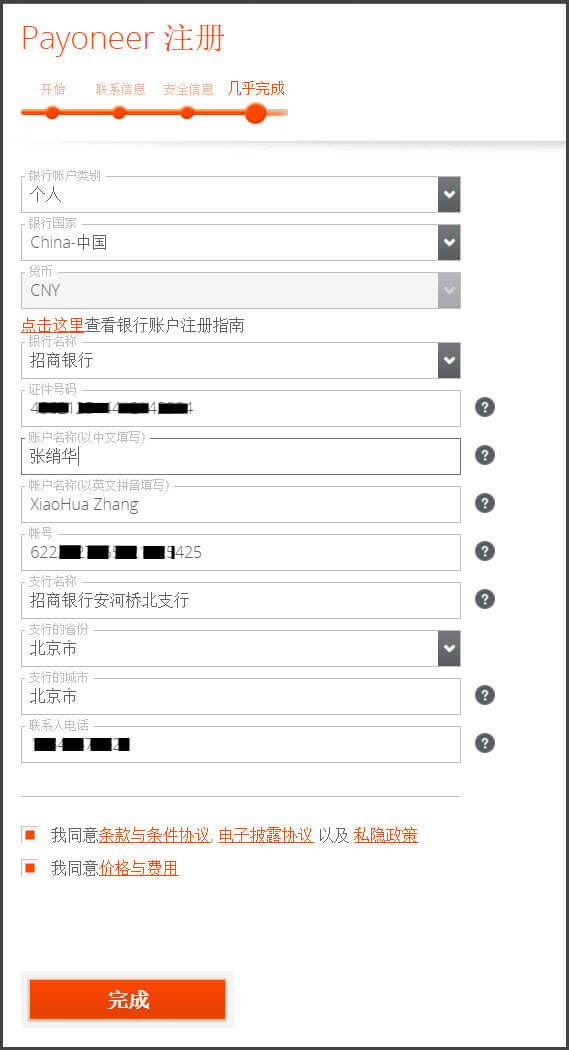 Payoneer 注册
开始 联系信息 安全信息 几乎完成
银行帐户类别
个人
银行国家
China-中国
货币
CNY
点击这里查看银行账户注册指南
银行名称
招商银行
证件号码
账户名称(以中文填写)
张绡华
帐户名称(以英文拼音填写)
XiaoHua Zhang
帐号
支行名称
招商银行安河桥北支行
支行的省份
北京市
支行的城市
北京市
联系人电话
我同意条款与条件协议, 电子披露协议 以及 私隐政策
我同意价格与费用
完成